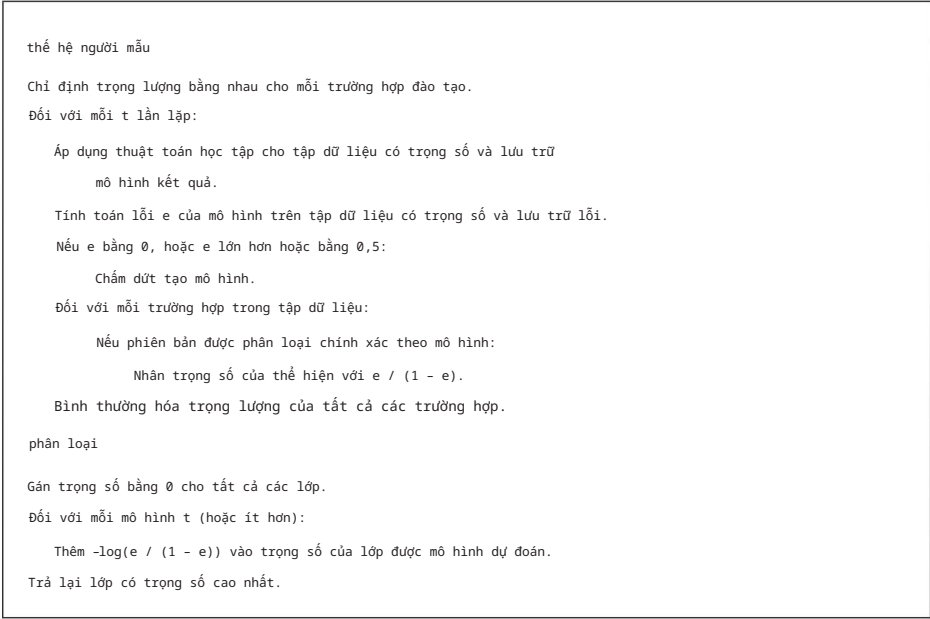 thế hệ người mẫu
Chỉ định trọng lượng bằng nhau cho mỗi trường hợp đào tạo.
Đối với mỗi t lần lặp:
Áp dụng thuật toán học tập cho tập dữ liệu có trọng số và lưu trữ
mô hình kết quả.
Tính toán lỗi e của mô hình trên tập dữ liệu có trọng số và lưu trữ lỗi.
Nếu e bằng 0, hoặc e lớn hơn hoặc bằng 0,5:
Chấm dứt tạo mô hình.
Đối với mỗi trường hợp trong tập dữ liệu:
Nếu phiên bản được phân loại chính xác theo mô hình:
Nhân trọng số của thể hiện với e / (1 – e).
Bình thường hóa trọng lượng của tất cả các trường hợp.
phân loại
Gán trọng số bằng 0 cho tất cả các lớp.
Đối với mỗi mô hình t (hoặc ít hơn):
Thêm –log(e / (1 – e)) vào trọng số của lớp được mô hình dự đoán.
Trả lại lớp có trọng số cao nhất.